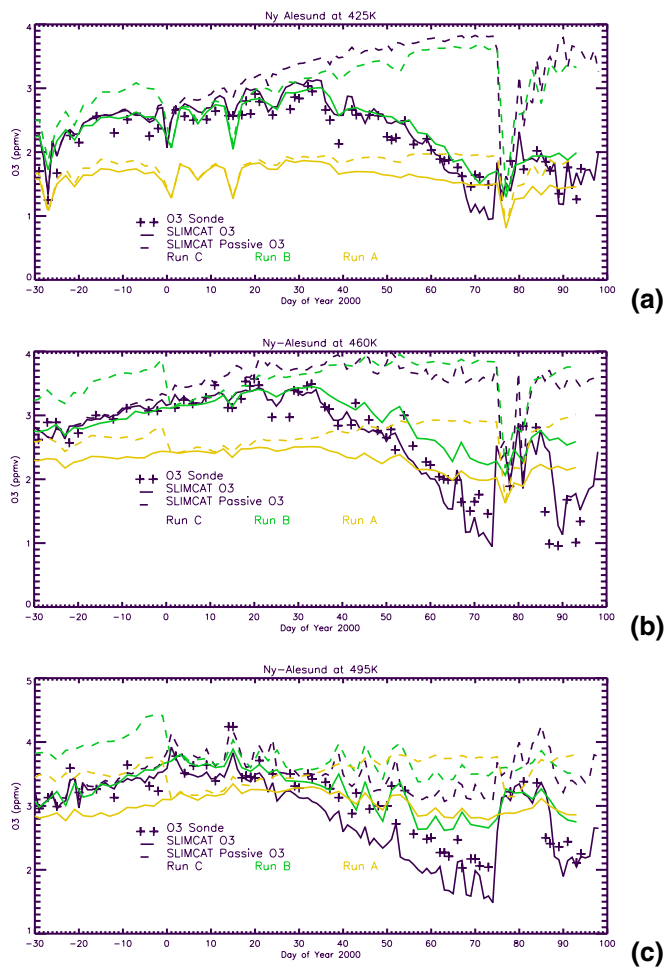 Ny Alesund at 425K
4
3
2
1
0
O3 (ppmv)
++ O3 Sonde
— SLIMCAT O3
– SLIMCAT Passive O3
Run C Run B Run A
-30 -20 -10 0 10 20 30 40 50 60 70 80 90 100
Day of Year 2000
(a)
Ny-Alesund at 460K
4
3
2
1
0
O3 (ppmv)
++ O3 Sonde
— SLIMCAT O3
– SLIMCAT Passive O3
Run C Run B Run A
-30 -20 -10 0 10 20 30 40 50 60 70 80 90 100
Day of Year 2000
(b)
Ny-Alesund at 495K
5
4
3
2
1
O3 (ppmv)
++ O3 Sonde
— SLIMCAT O3
– SLIMCAT Passive O3
Run C Run B Run A
-30 -20 -10 0 10 20 30 40 50 60 70 80 90 100
Day of Year 2000
(c)